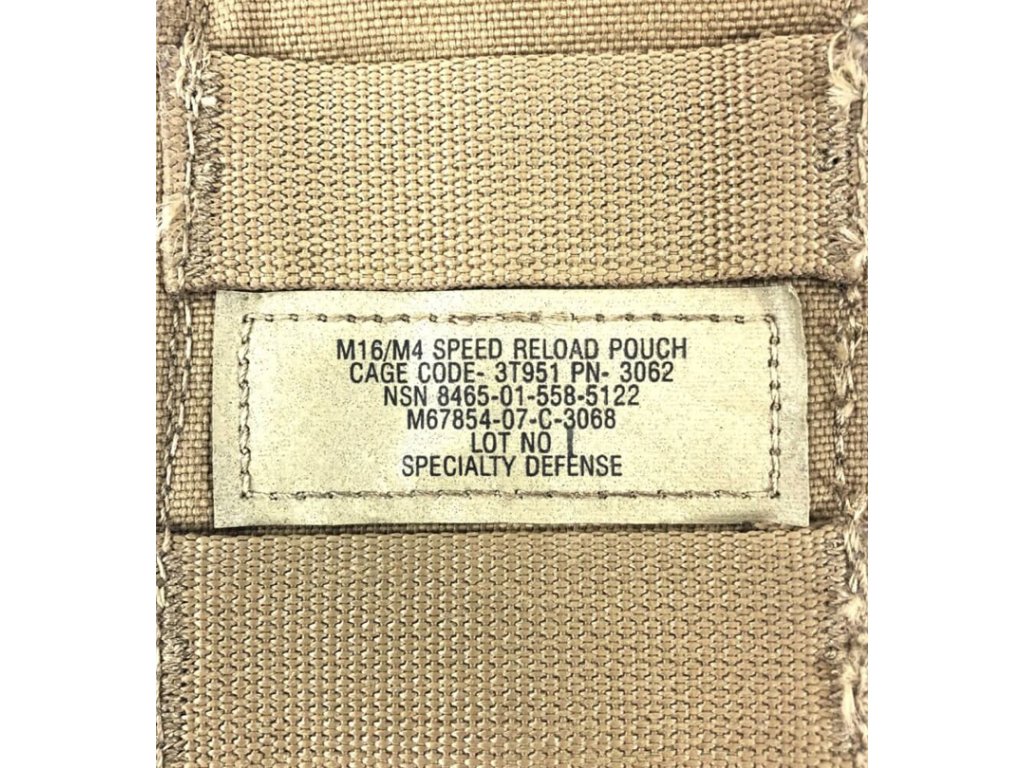 M16/M4 SPEED RELOAD POUCH
CAGE CODE- 3T951 PN- 3062
NSN 8465-01-558-5122
M67854-07-C-3068
LOT NO 1
SPECIALTY DEFENSE